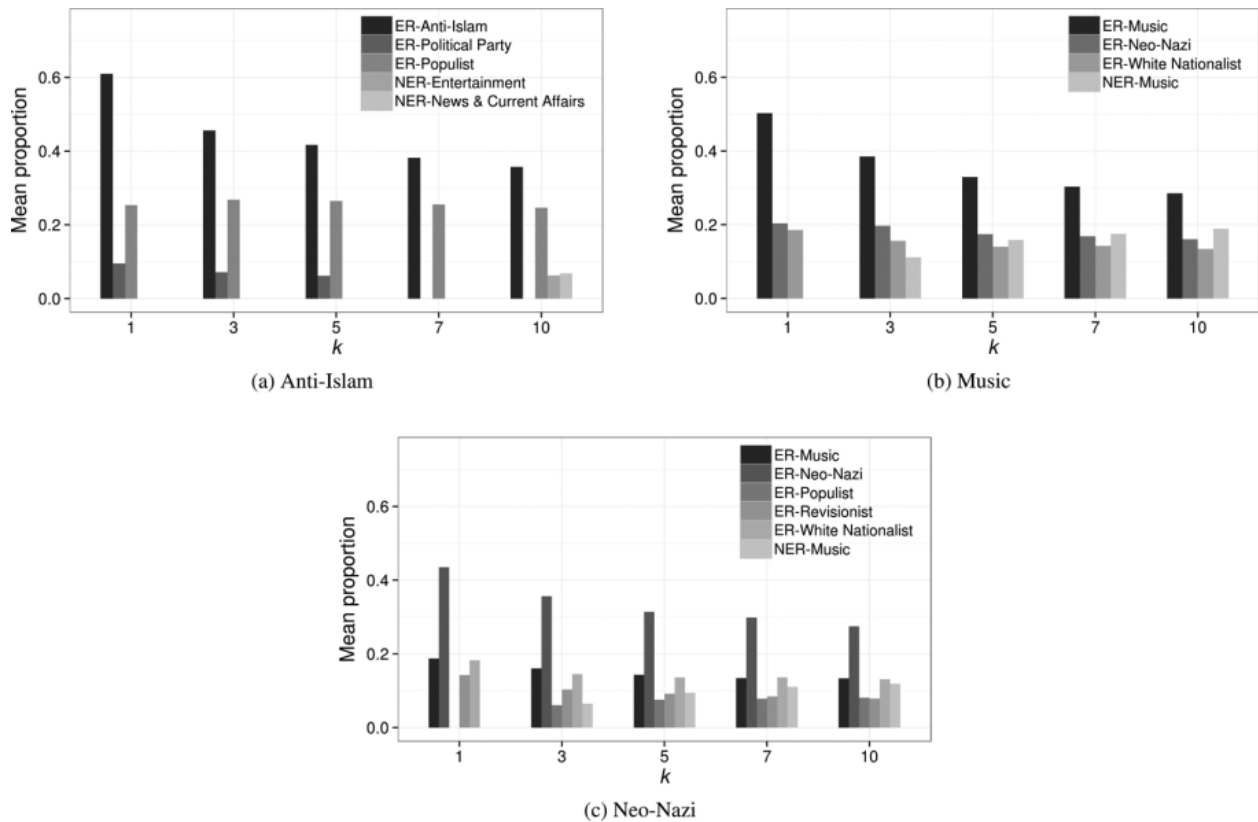 ER-Anti-Islam
ER-Political Party
ER-Populist
NER-Entertainment
NER-News & Current Affairs
Mean proportion
0.6
0.4
0.2
0.0
1 3 5 7 10
k
(a) Anti-Islam
ER-Music
ER-Neo-Nazi
ER-White Nationalist
NER-Music
Mean proportion
0.6
0.4
0.2
0.0
1 3 5 7 10
k
(b) Music
ER-Music
ER-Neo-Nazi
ER-Populist
ER-Revisionist
ER-White Nationalist
NER-Music
Mean proportion
0.6
0.4
0.2
0.0
1 3 5 7 10
k
(c) Neo-Nazi